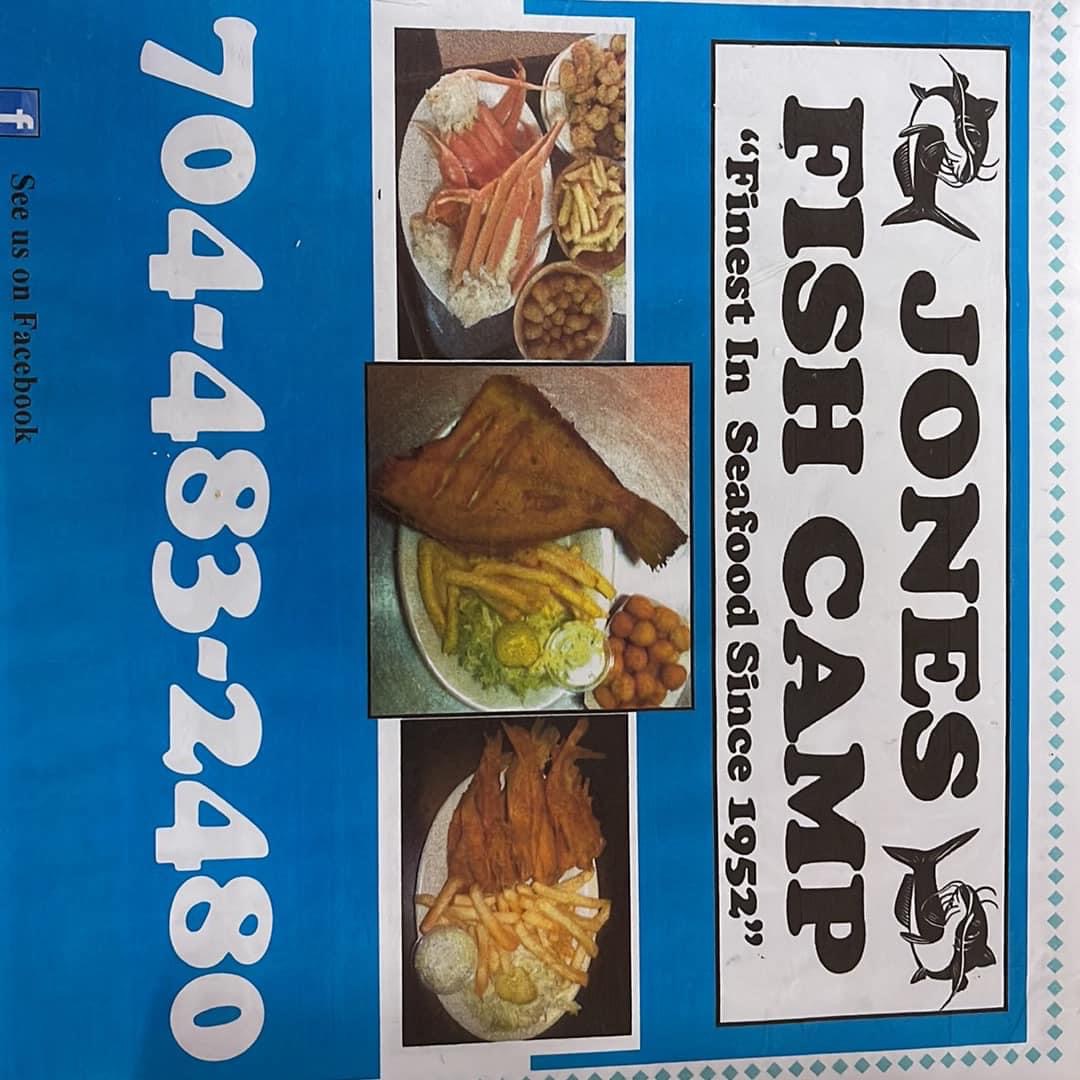 JONES
FISH CAMP
“Finest In Seafood Since 1952”
704-483-2480
f
See us on Facebook